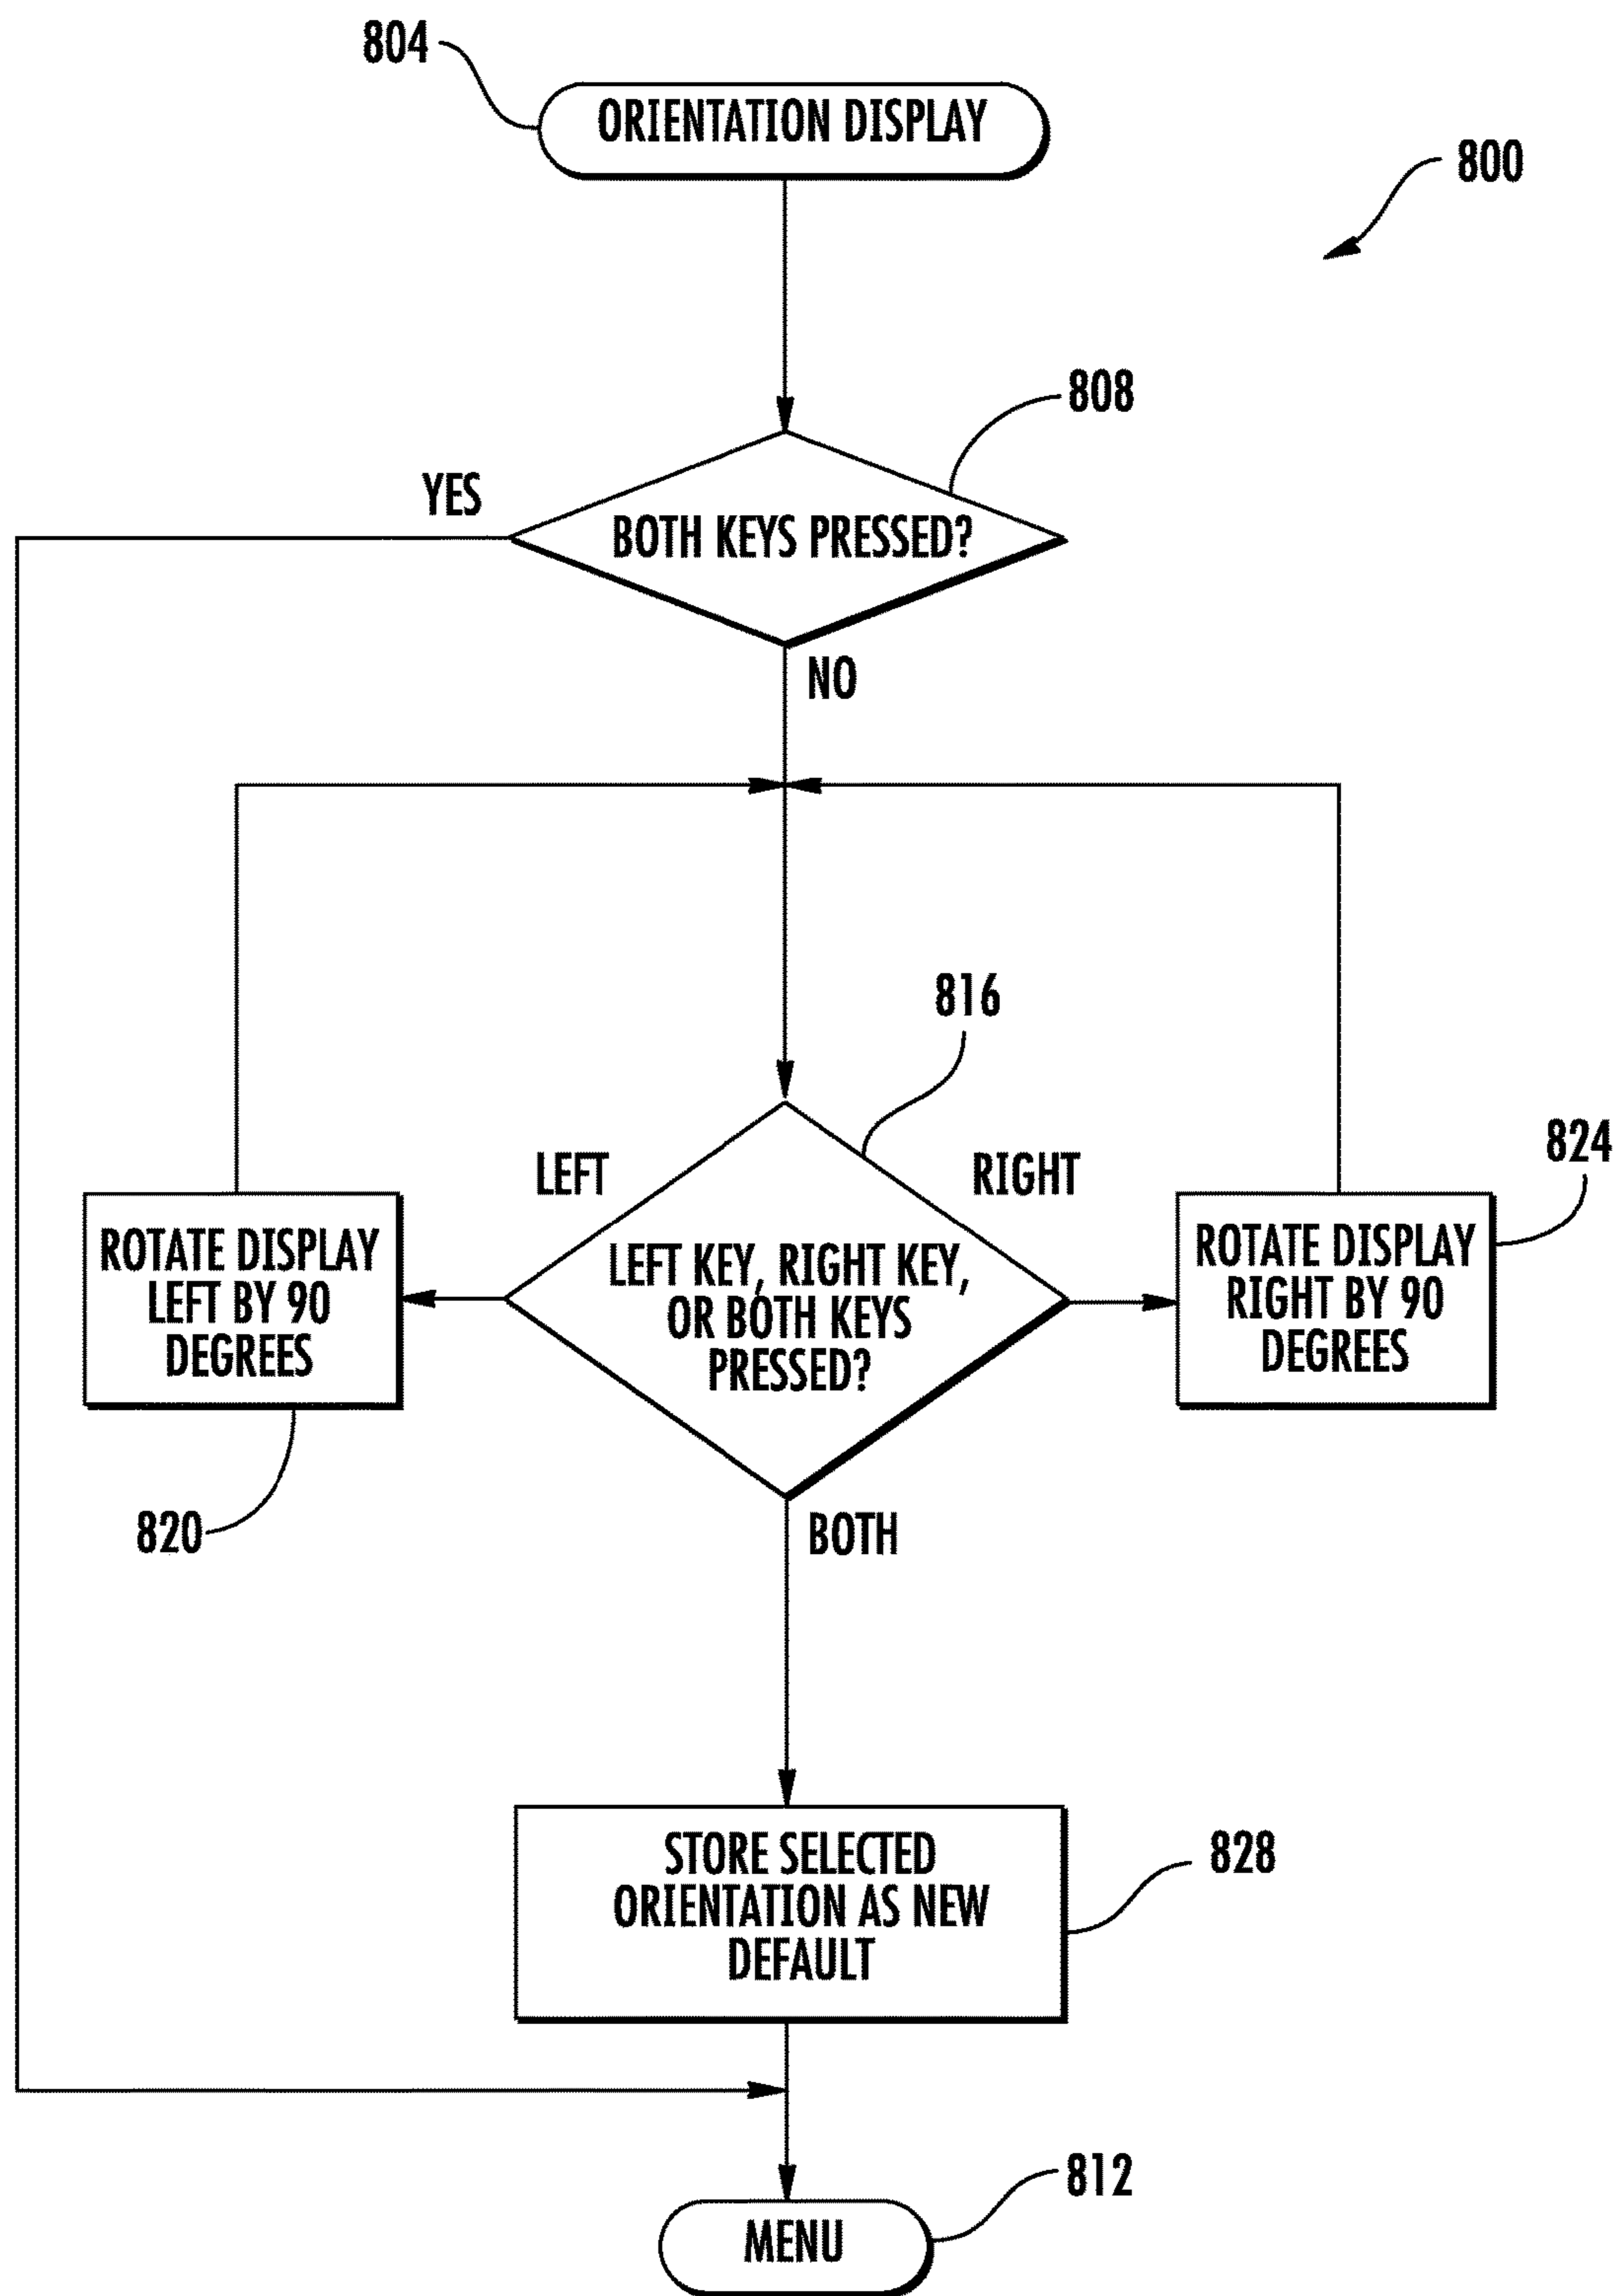 804
ORIENTATION DISPLAY
800
808
YES
BOTH KEYS PRESSED?
NO
816
LEFT
RIGHT
824
ROTATE DISPLAY
LEFT BY 90
DEGREES
LEFT KEY, RIGHT KEY,
OR BOTH KEYS
PRESSED?
ROTATE DISPLAY
RIGHT BY 90
DEGREES
820
BOTH
STORE SELECTED
ORIENTATION AS NEW
DEFAULT
828
812
MENU